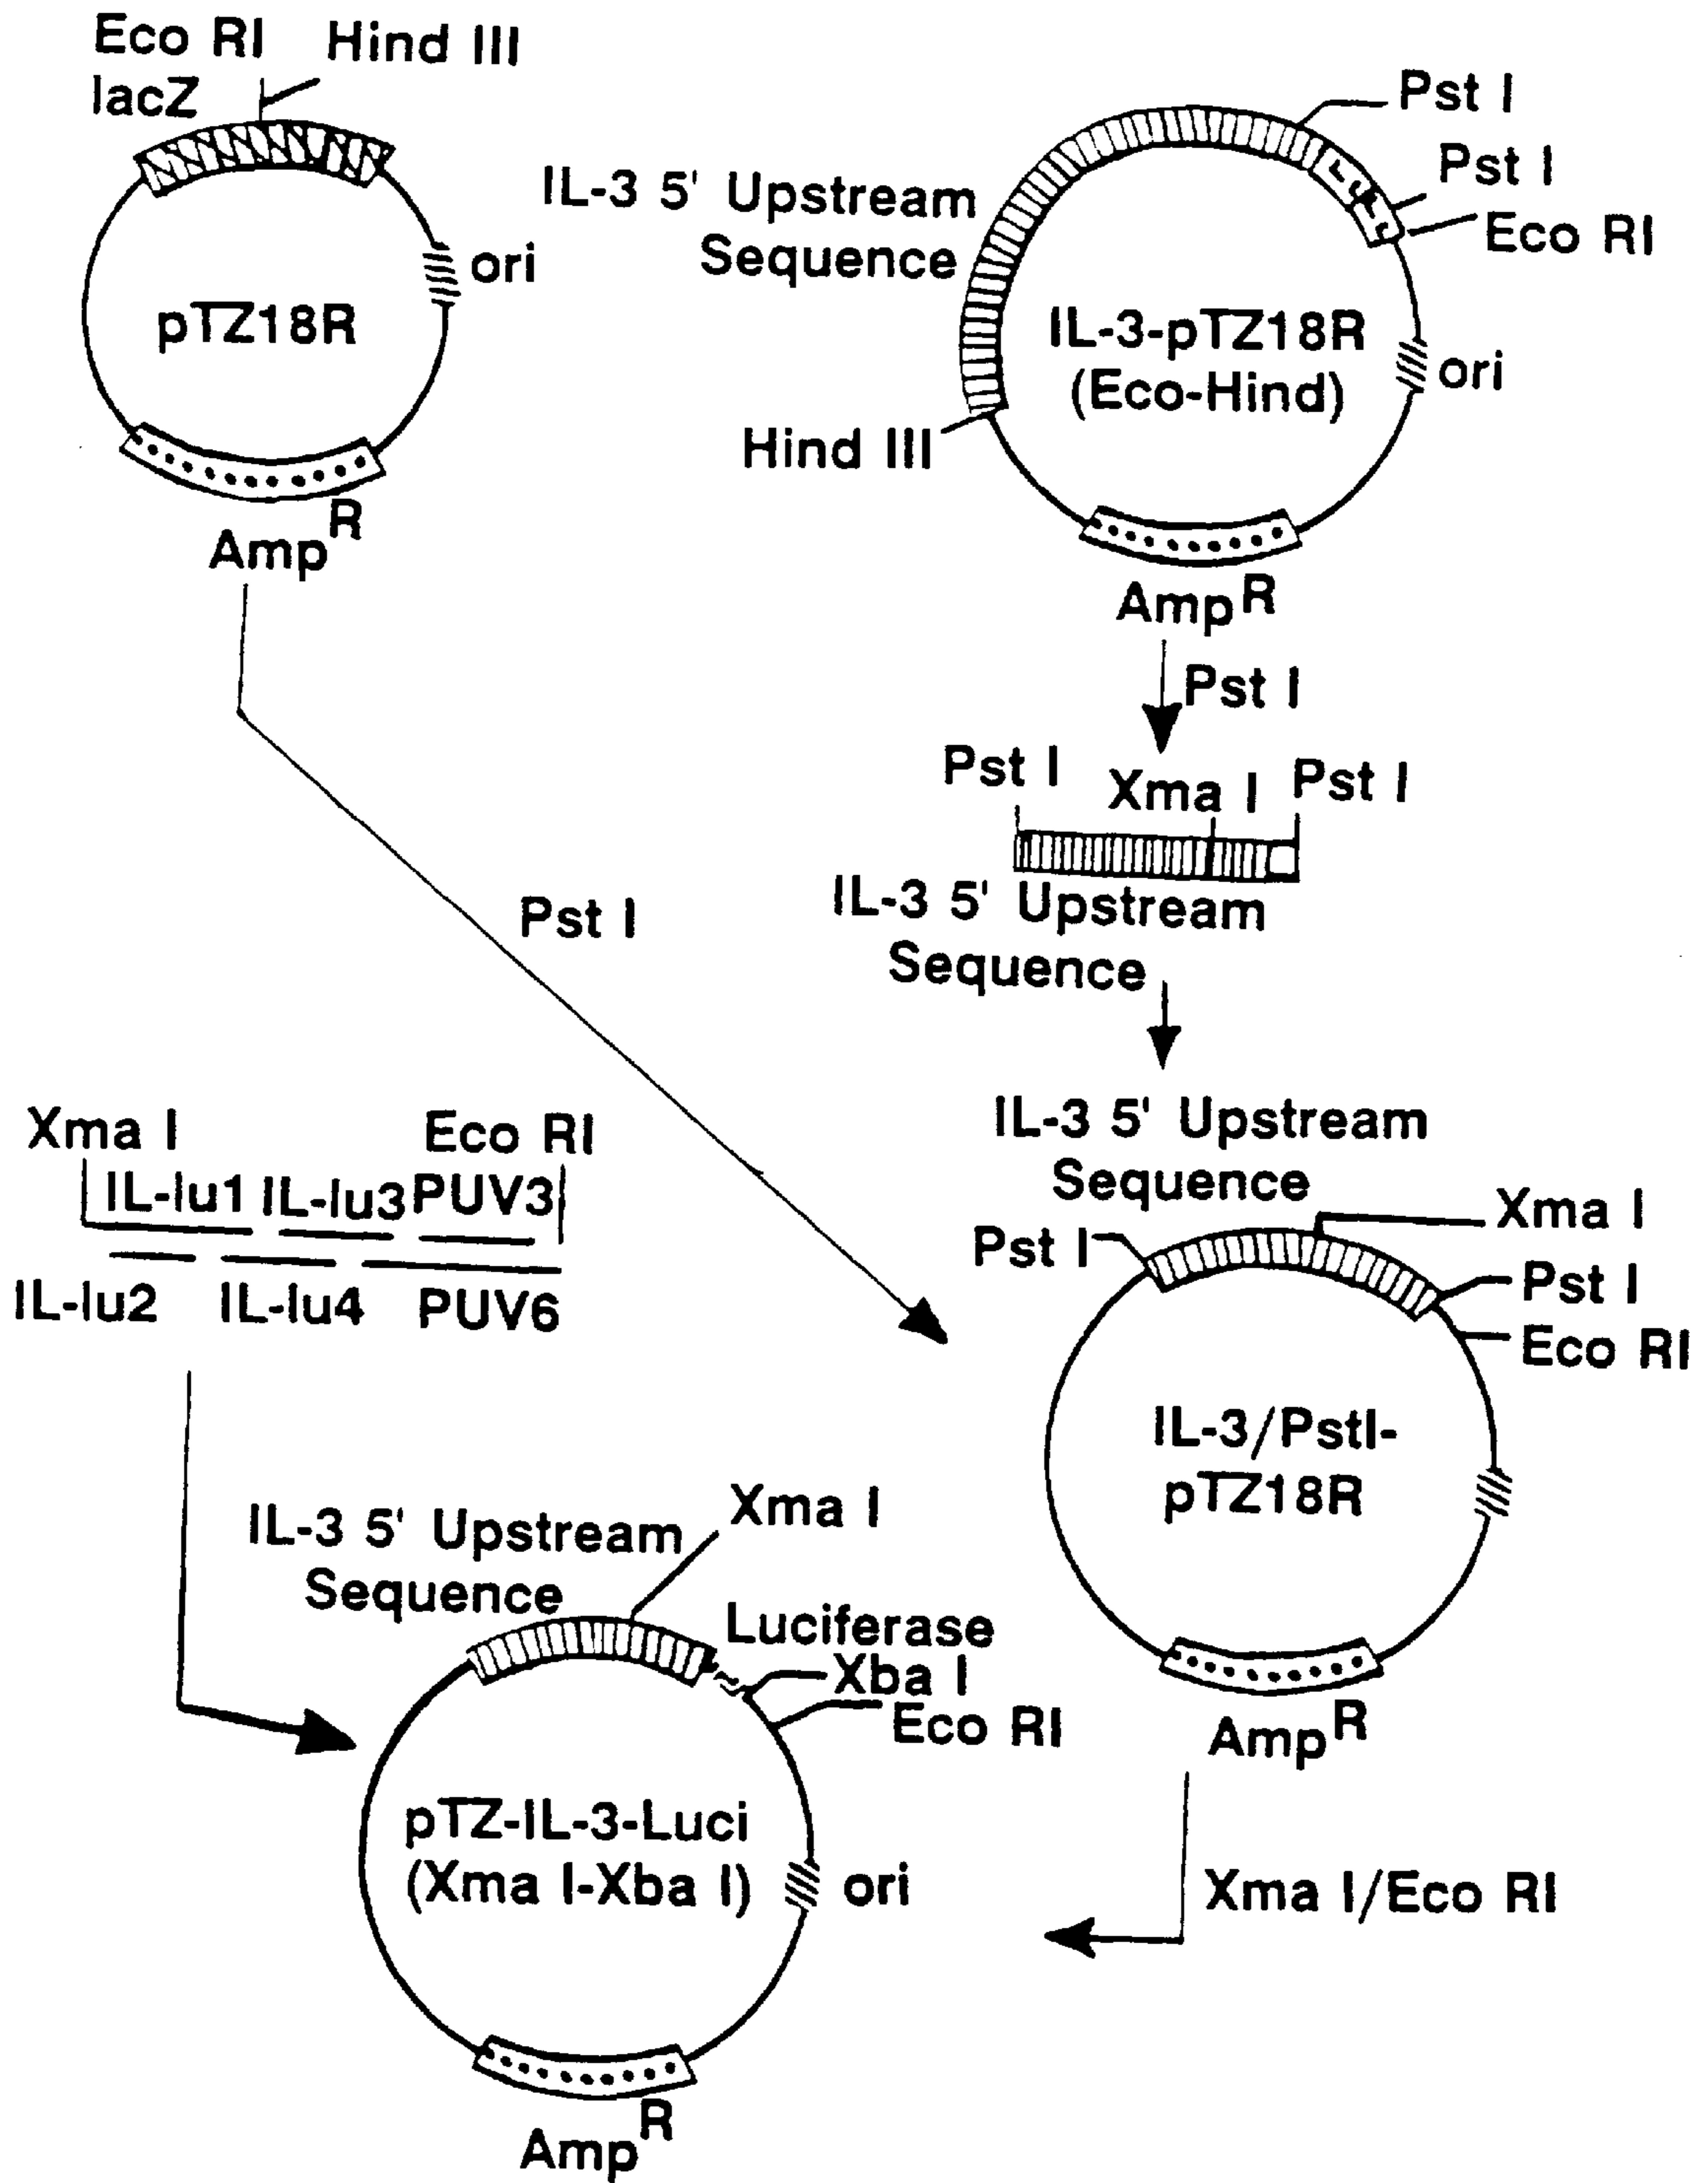 Eco RI
Hind III
lacZ
ori
pTZ18R
Amp R
Pst I
Pst I
Eco RI
IL-3 5' Upstream
Sequence
IL-3-pTZ18R
(Eco-Hind)
ori
Hind III
Amp R
Pst I
Pst I
Xma I
Pst I
IL-3 5' Upstream
Sequence
Pst I
IL-3 5' Upstream
Sequence
Xma I
Pst I
Pst I
Eco RI
IL-3/PstI-
pTZ18R
Amp R
Xma I
Eco RI
IL-lu1
IL-lu3
PUV3
IL-lu2
IL-lu4
PUV6
Xma I/Eco RI
IL-3 5' Upstream
Sequence
Xma I
Luciferase
Xba I
Eco RI
pTZ-IL-3-Luci
(Xma I-Xba I)
ori
Amp R